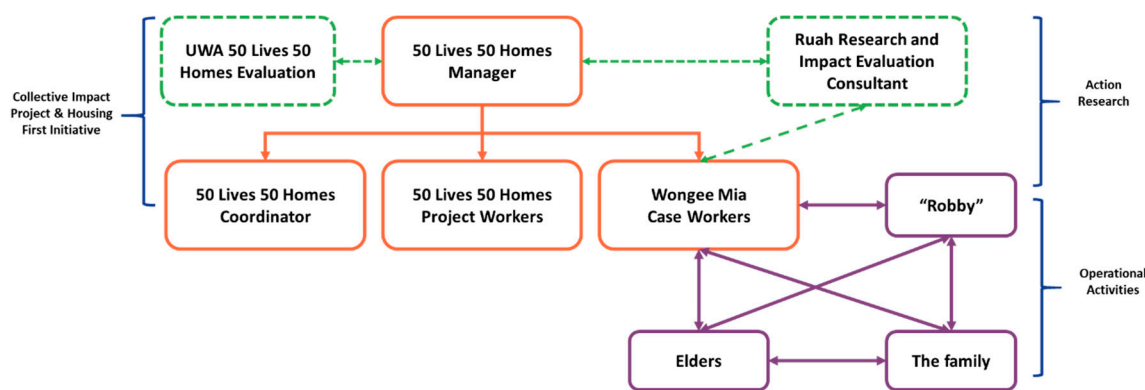 UWA 50 Lives 50
Homes Evaluation
50 Lives 50 Homes
Manager
Ruah Research and
Impact Evaluation
Consultant
Collective Impact
Project & Housing
First Initiative
Action
Research
50 Lives 50 Homes
Coordinator
50 Lives 50 Homes
Project Workers
Wongee Mia
Case Workers
“Robby”
Operational
Activities
Elders
The family